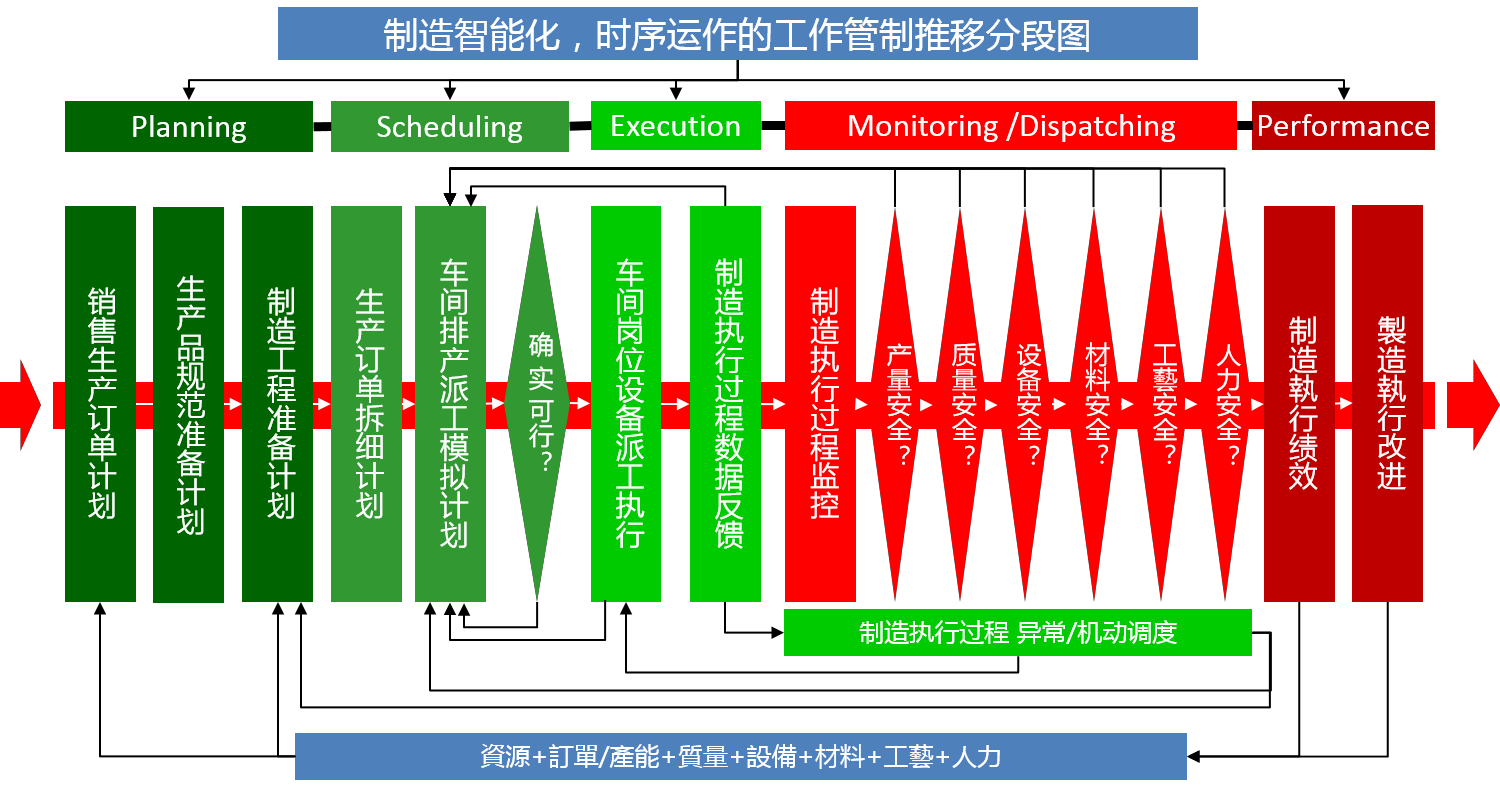 制造智能化，时序运作的工作管制推移分段图
Planning
Scheduling
Execution
Monitoring /Dispatching
Performance
销售生产订单计划
生产品规范准备计划
制造工程准备计划
生产订单拆细计划
车间排产派工模拟计划
确实可行？
车间岗位设备派工执行
制造执行过程数据反馈
制造执行过程监控
产量安全？
质量安全？
设备安全？
材料安全？
工藝安全？
人力安全？
制造執行绩效
製造執行改进
制造执行过程 异常/机动调度
資源+訂單/產能+質量+設備+材料+工藝+人力